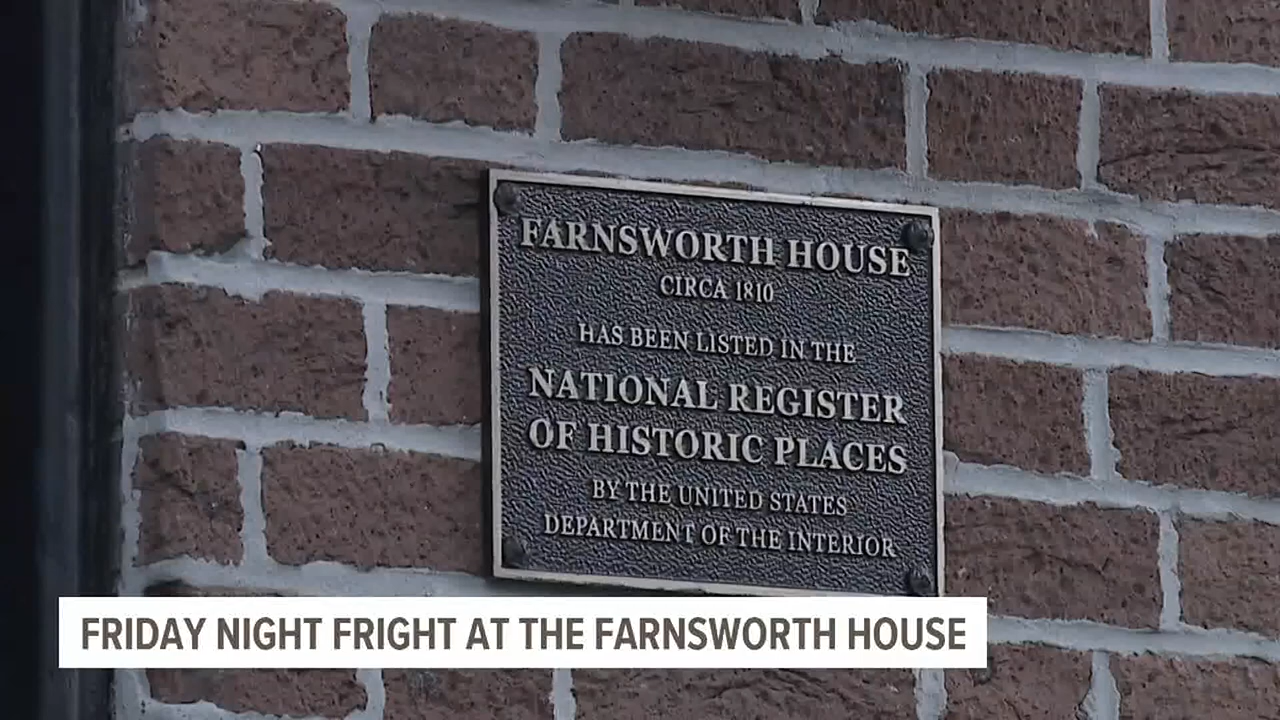 FARNSWORTH HOUSE
CIRCA 1810
HAS BEEN LISTED IN THE
NATIONAL REGISTER
OF HISTORIC PLACES
BY THE UNITED STATES
DEPARTMENT OF THE INTERIOR
FRIDAY NIGHT FRIGHT AT THE FARNSWORTH HOUSE